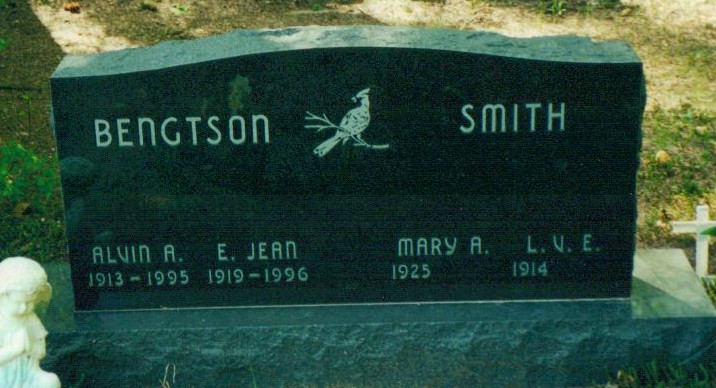 BENGTSON SMITH
ALVIN A. E. JEAN MARY A. L. V. E.
1913-1995 1919-1996 1925 1914